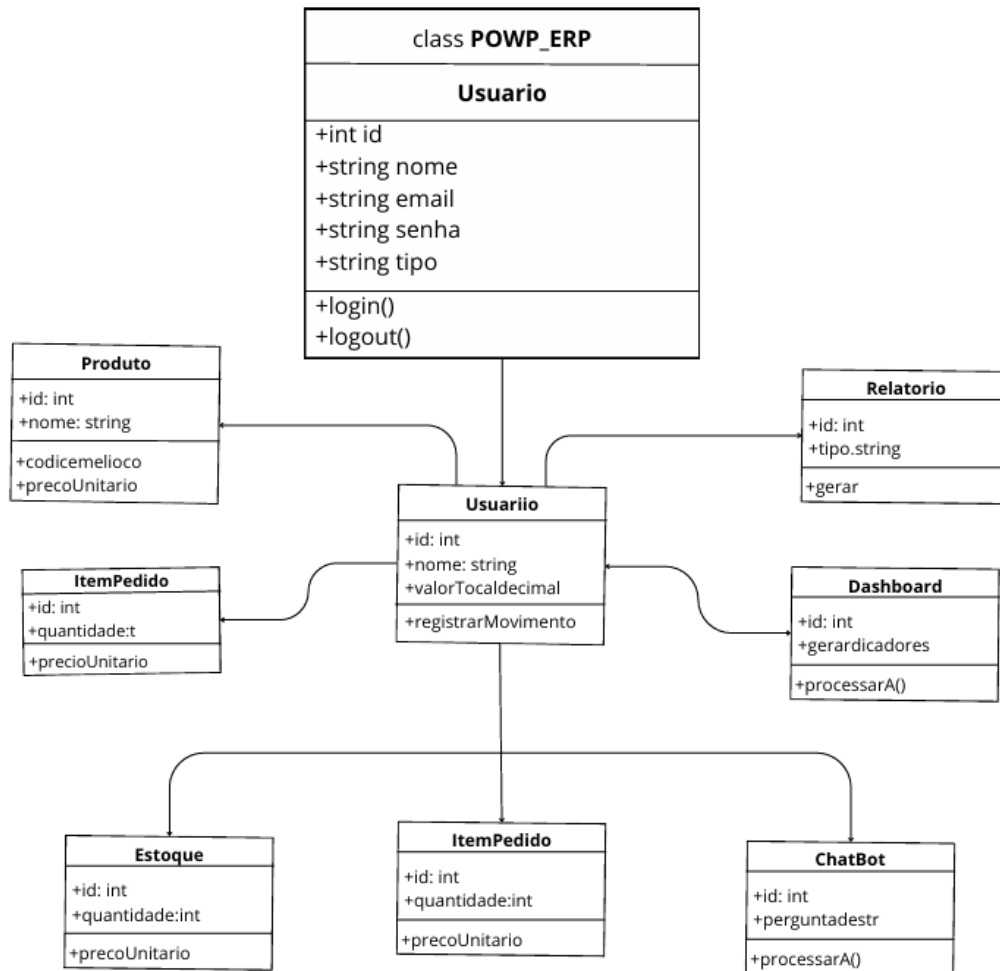 class POWP_ERP
Usuario
+int id
+string nome
+string email
+string senha
+string tipo
+login()
+logout()
Produto
+id: int
+nome: string
+codicemelioco
+precoUnitario
Relatorio
+id: int
+tipo.string
+gerar
Usuariio
+id: int
+nome: string
+valorTocaldecimal
+registrarMovimento
ItemPedido
+id: int
+quantidade:t
+precioUnitario
Dashboard
+id: int
+gerardicadores
+processarA()
Estoque
+id: int
+quantidade:int
+precoUnitario
ItemPedido
+id: int
+quantidade:int
+precoUnitario
ChatBot
+id: int
+perguntadestr
+processarA()